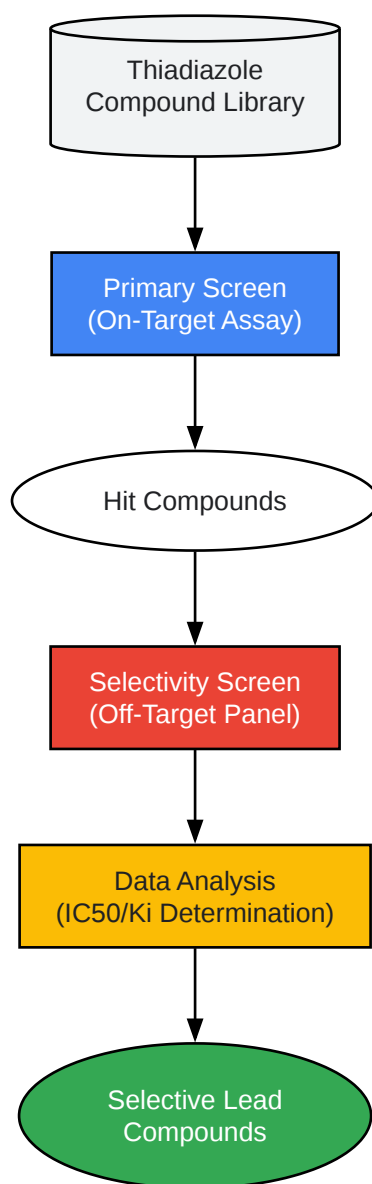 Thiadiazole
Compound Library
Primary Screen
(On-Target Assay)
Hit Compounds
Selectivity Screen
(Off-Target Panel)
Data Analysis
(IC50/Ki Determination)
Selective Lead
Compounds